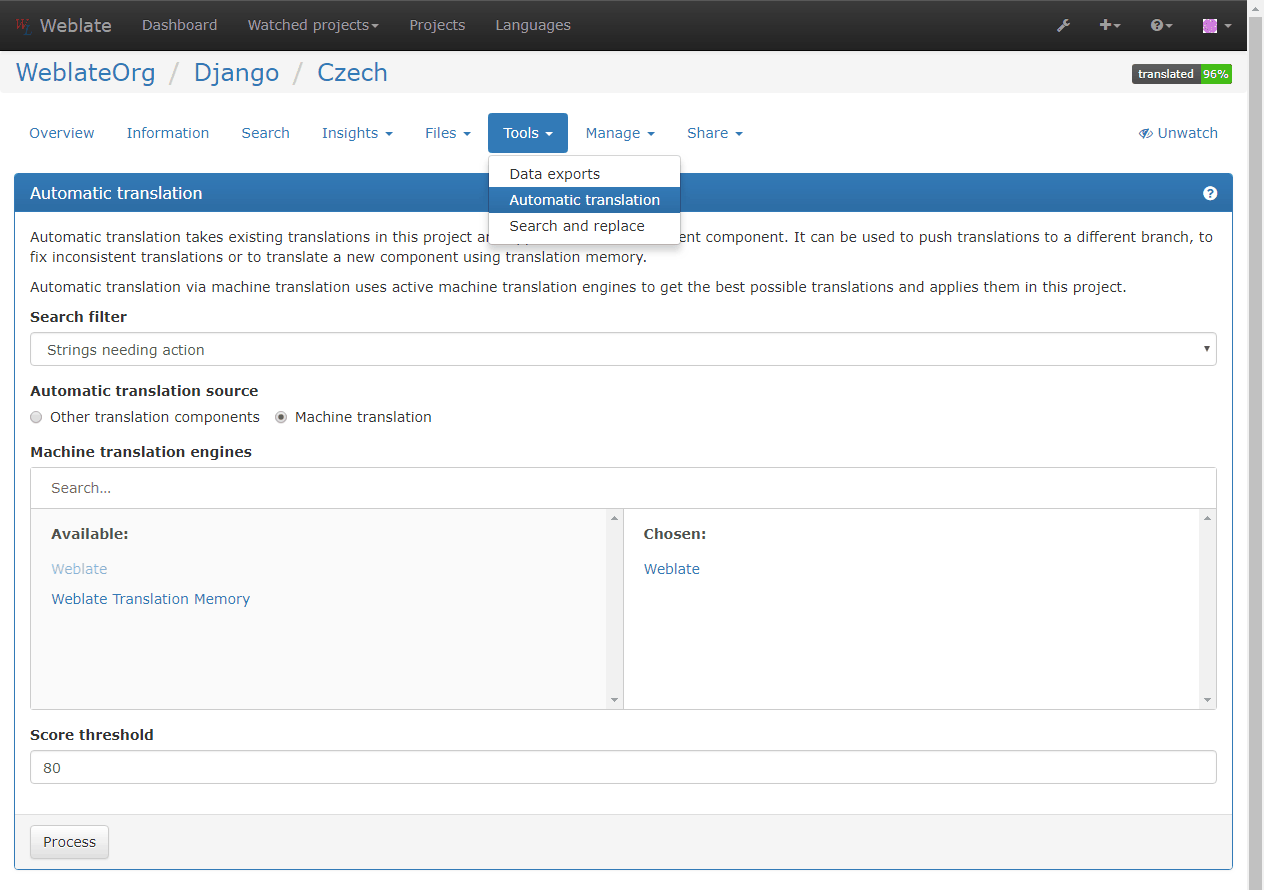 Weblate Dashboard Watched projects Projects Languages
WeblateOrg / Django / Czech
translated 96%
Overview Information Search Insights Files Tools Manage Share Unwatch
Data exports
Automatic translation
Search and replace
Automatic translation
Automatic translation takes existing translations in this project ent component. It can be used to push translations to a different branch, to
fix inconsistent translations or to translate a new component using translation memory.
Automatic translation via machine translation uses active machine translation engines to get the best possible translations and applies them in this project.
Search filter
Strings needing action
Automatic translation source
Other translation components Machine translation
Machine translation engines
Search...
Available:
Weblate
Weblate Translation Memory
Chosen:
Weblate
Score threshold
80
Process